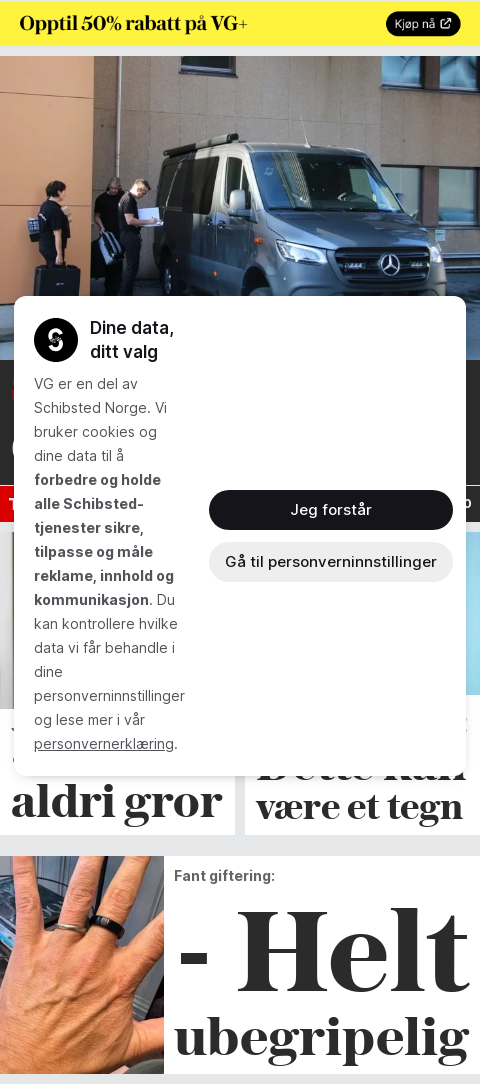 Opptil 50% rabatt på VG+
Kjøp nå
Dine data,
ditt valg
VG er en del av
Schibsted Norge. Vi
bruker cookies og
dine data til å
forbedre og holde
alle Schibsted-
tjenester sikre,
tilpasse og måle
reklame, innhold og
kommunikasjon. Du
kan kontrollere hvilke
data vi får behandle i
dine
personverninnstillinger
og lese mer i vår
personvernerklæring.
Jeg forstår
Gå til personverninnstillinger
aldri gror
Dette kan
være et tegn
Fant giftering:
- Helt
ubegripelig